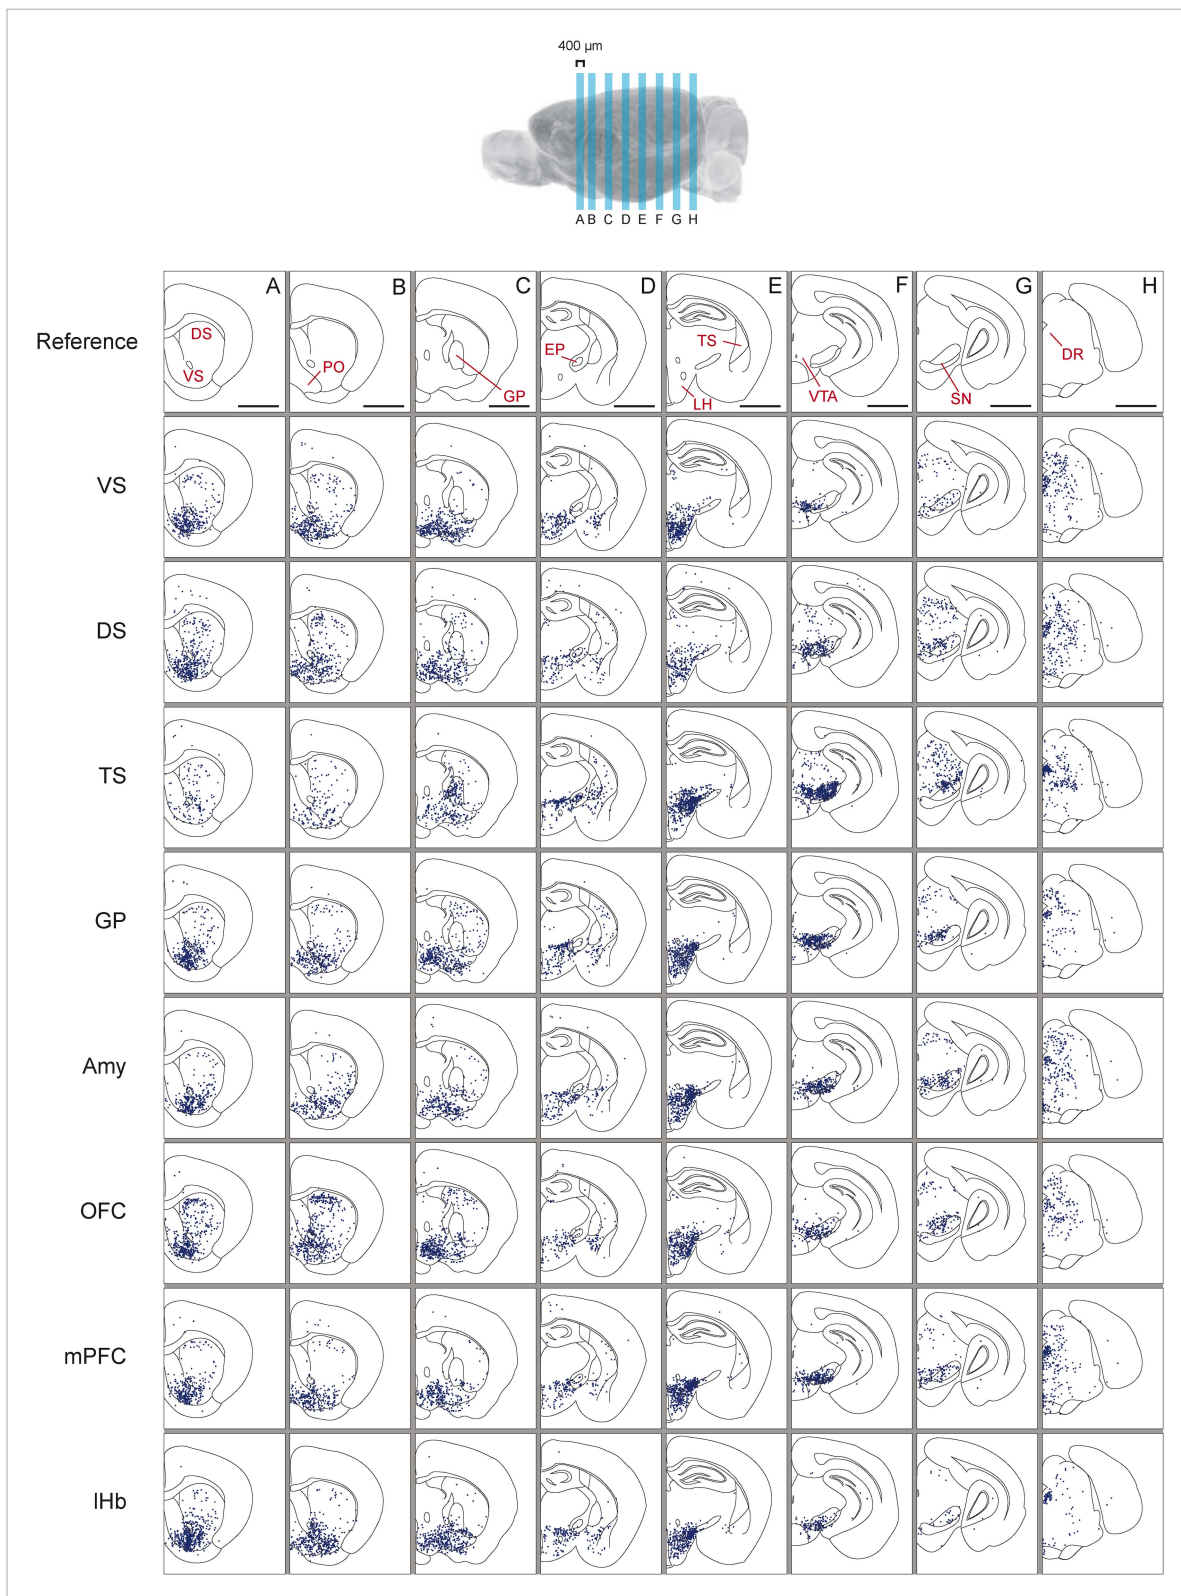 400 µm
A B C D E F G H
Reference
A
DS
VS
B
PO
C
GP
D
EP
E
TS
LH
F
VTA
G
SN
H
DR
VS
DS
TS
GP
Amy
OFC
mPFC
lHb